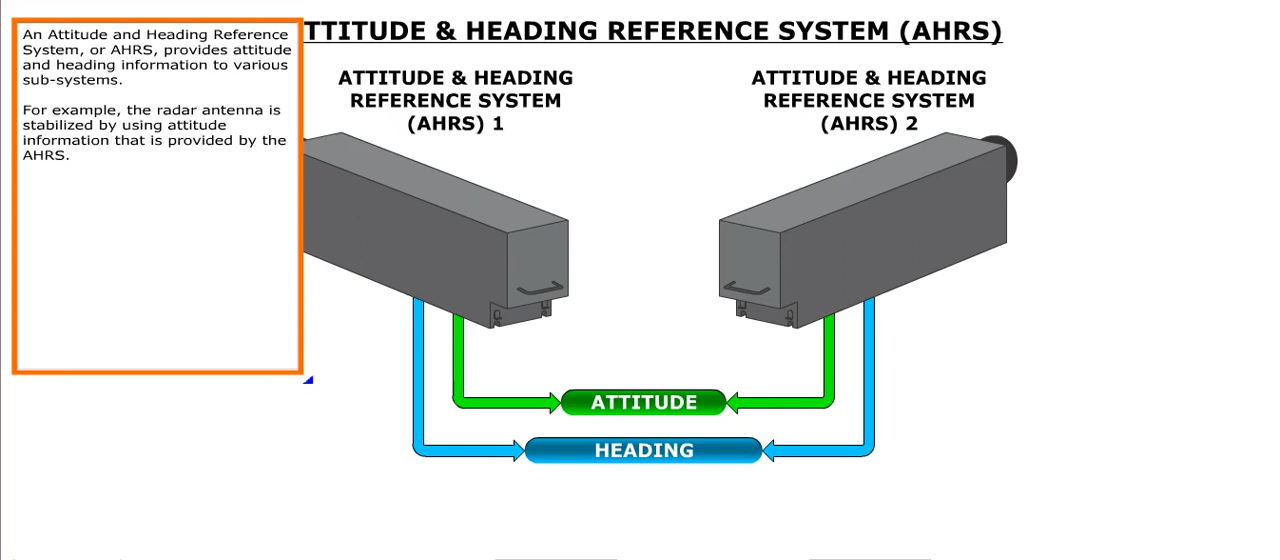 TTITUDE & HEADING REFERENCE SYSTEM (AHRS)
An Attitude and Heading Reference
System, or AHRS, provides attitude
and heading information to various
sub-systems.
For example, the radar antenna is
stabilized by using attitude
information that is provided by the
AHRS.
ATTITUDE & HEADING
REFERENCE SYSTEM
(AHRS) 1
ATTITUDE & HEADING
REFERENCE SYSTEM
(AHRS) 2
ATTITUDE
HEADING